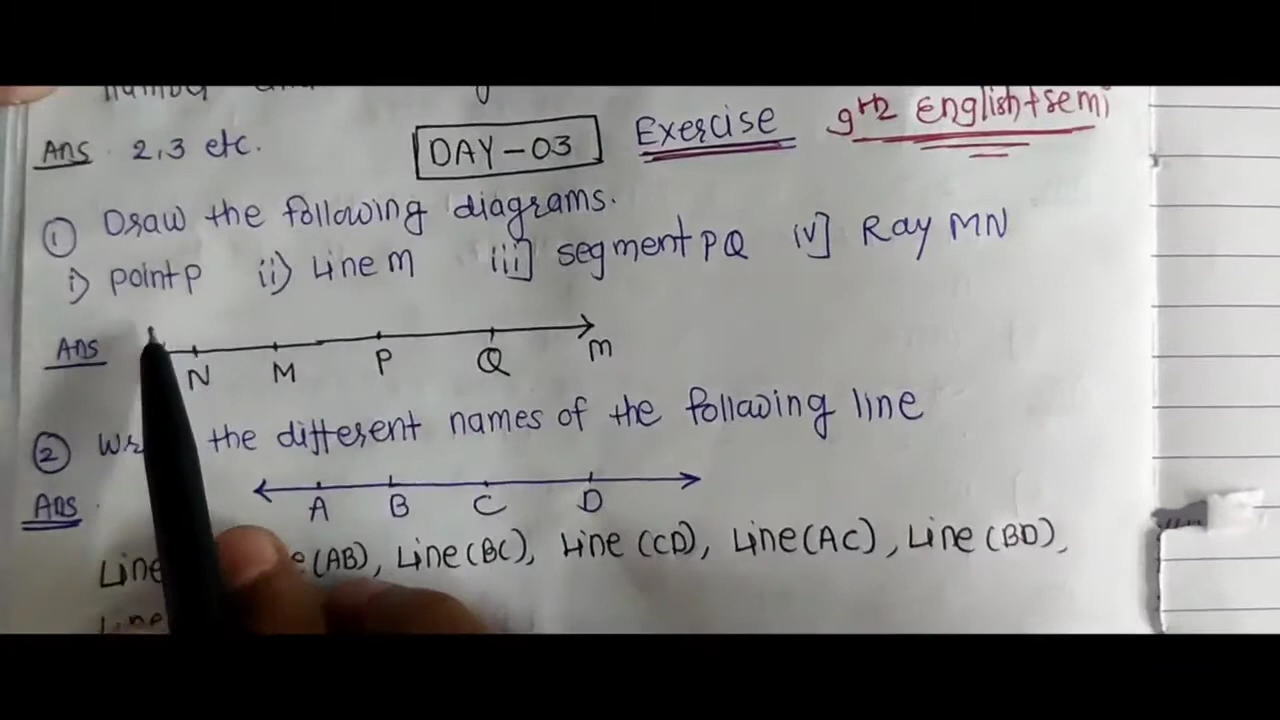 Ans 2,3 etc. DAY-03 Exercise 9th English+semi
① Draw the following diagrams.
i) point P ii) Line m iii] segment PQ iv] Ray MN
Ans
N M P Q m
② the different names of the following line
Ans
A B C D
Line (AB), Line (BC), Line (CD), Line (AC), Line (BD),